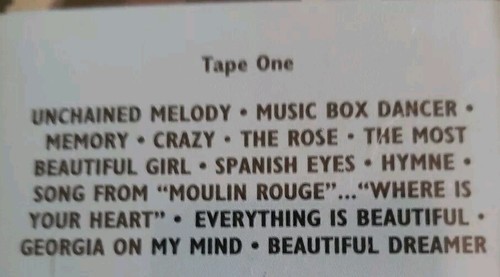 Tape One
UNCHAINED MELODY • MUSIC BOX DANCER •
MEMORY • CRAZY • THE ROSE • THE MOST
BEAUTIFUL GIRL • SPANISH EYES • HYMNE •
SONG FROM “MOULIN ROUGE”...“WHERE IS
YOUR HEART” • EVERYTHING IS BEAUTIFUL •
GEORGIA ON MY MIND • BEAUTIFUL DREAMER